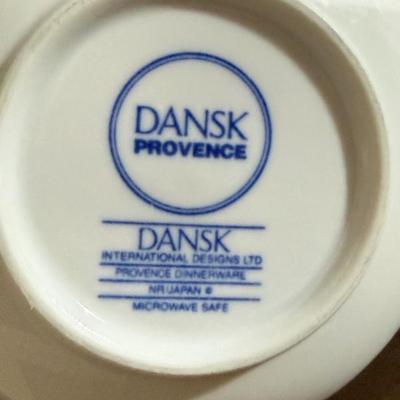 DANSK
PROVENCE
DANSK
INTERNATIONAL DESIGNS LTD
PROVENCE DINNERWARE
NR/JAPAN ©
MICROWAVE SAFE